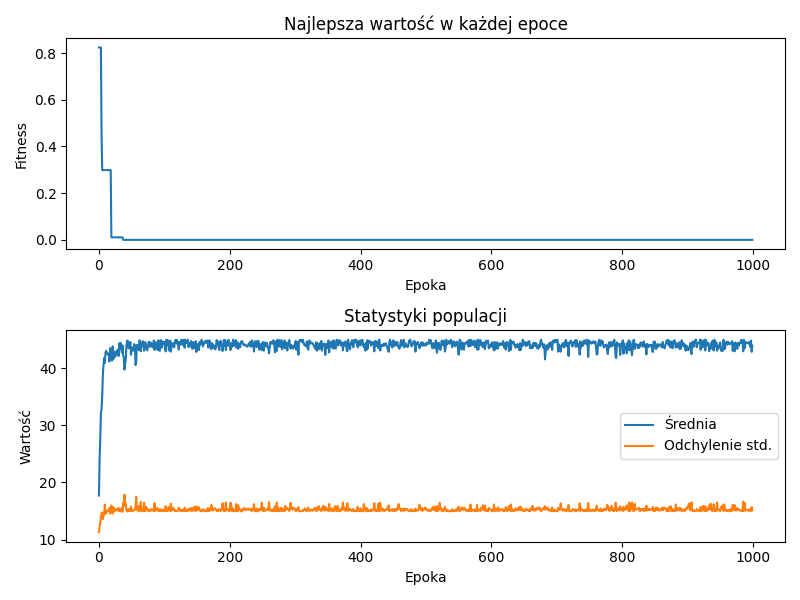 Najlepsza wartość w każdej epoce
0.8
0.6
0.4
0.2
0.0
Fitness
0 200 400 600 800 1000
Epoka
Statystyki populacji
40
30
20
10
Wartość
Średnia
Odchylenie std.
0 200 400 600 800 1000
Epoka